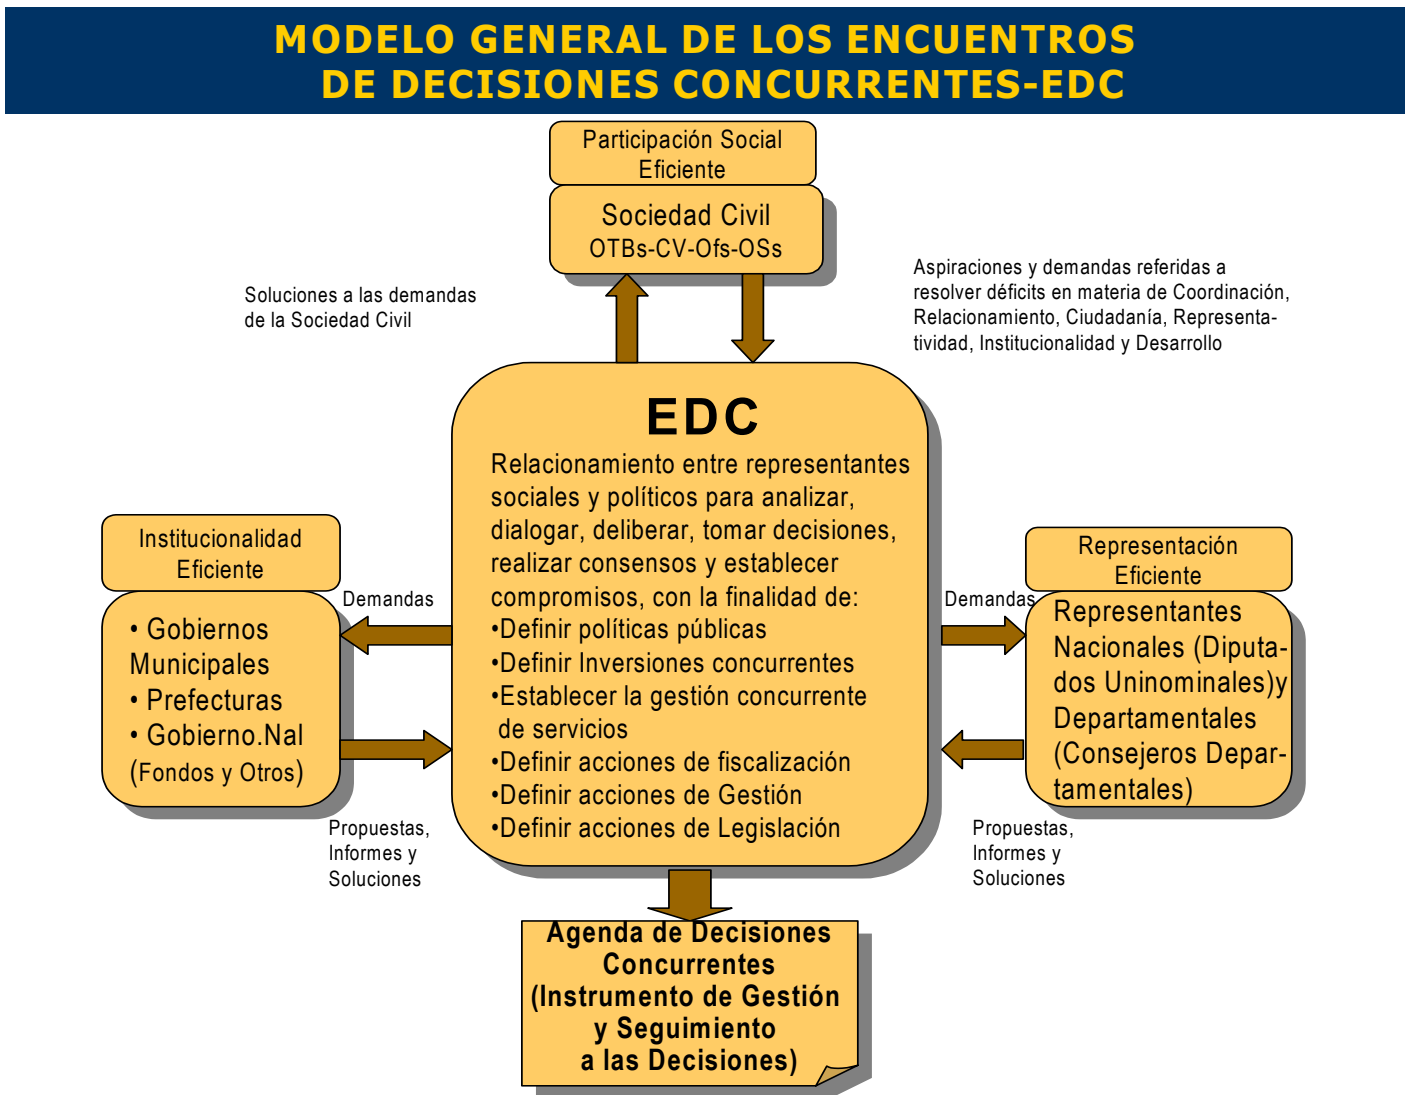 MODELO GENERAL DE LOS ENCUENTROS
DE DECISIONES CONCURRENTES-EDC
Participación Social
Eficiente
Sociedad Civil
OTBs-CV-Ofs-OSs
Soluciones a las demandas
de la Sociedad Civil
Aspiraciones y demandas referidas a
resolver déficits en materia de Coordinación,
Relacionamiento, Ciudadanía, Representa-
tividad, Institucionalidad y Desarrollo
EDC
Relacionamiento entre representantes
sociales y políticos para analizar,
dialogar, deliberar, tomar decisiones,
realizar consensos y establecer
compromisos, con la finalidad de:
•Definir políticas públicas
•Definir Inversiones concurrentes
•Establecer la gestión concurrente
de servicios
•Definir acciones de fiscalización
•Definir acciones de Gestión
•Definir acciones de Legislación
Institucionalidad
Eficiente
• Gobiernos
Municipales
• Prefecturas
• Gobierno.Nal
(Fondos y Otros)
Demandas
Propuestas,
Informes y
Soluciones
Representación
Eficiente
Representantes
Nacionales (Diputa-
dos Uninominales)y
Departamentales
(Consejeros Depar-
tamentales)
Demandas
Propuestas,
Informes y
Soluciones
Agenda de Decisiones
Concurrentes
(Instrumento de Gestión
y Seguimiento
a las Decisiones)